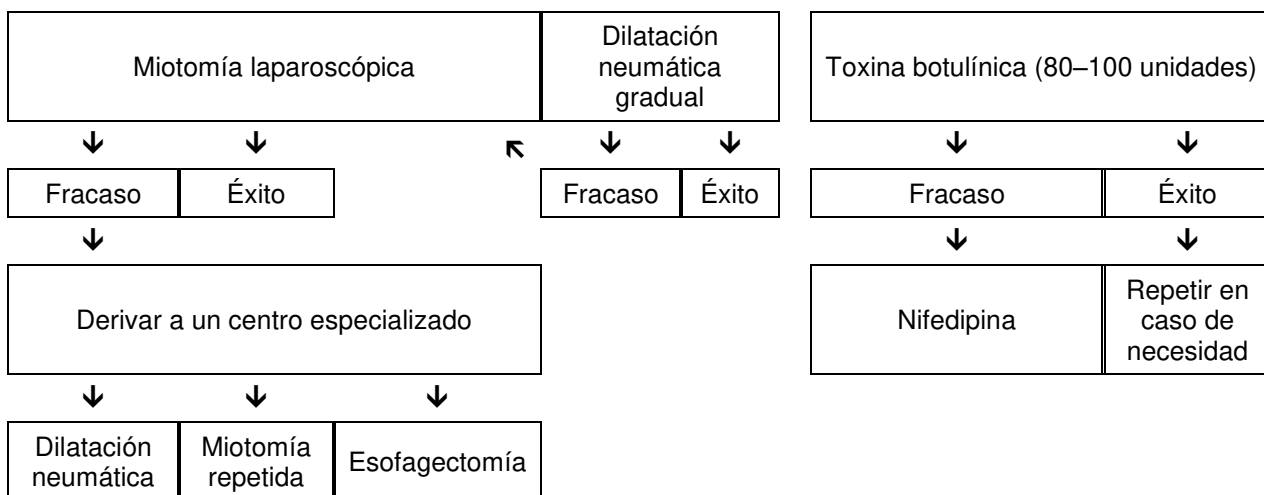 Miotomía laparoscópica
Dilatación
neumática
gradual
Toxina botulínica (80–100 unidades)
Fracaso
Éxito
Fracaso
Éxito
Fracaso
Éxito
Derivar a un centro especializado
Nifedipina
Repetir en
caso de
necesidad
Dilatación
neumática
Miotomía
repetida
Esofagectomía